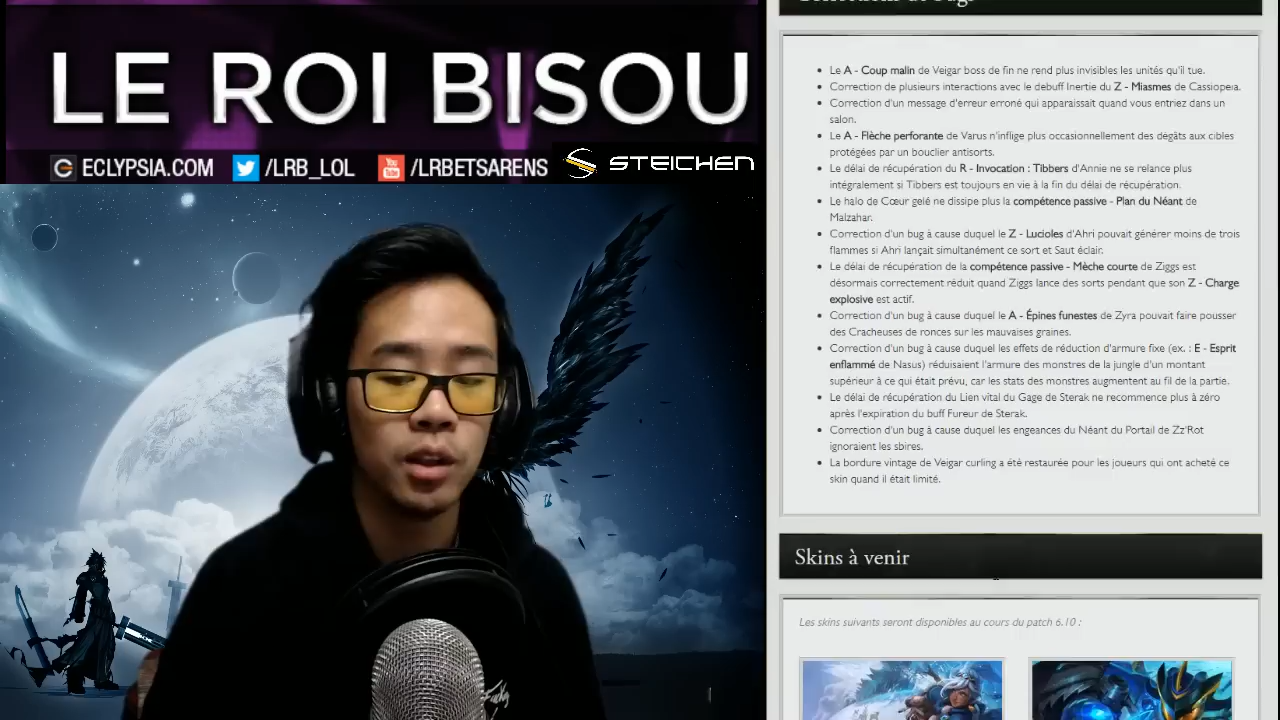 LE ROI BISOU
ECLYPSIA.COM /LRB_LOL You Tube /LRBETSARENS STEICHEN
Corrections de bugs
Le A - Coup malin de Veigar boss de fin ne rend plus invisibles les unités qu'il tue.
Correction de plusieurs interactions avec le debuff Inertie du Z - Miasmes de Cassiopeia.
Correction d'un message d'erreur erroné qui apparaissait quand vous entriez dans un
salon.
Le A - Flèche perforante de Varus n'inflige plus occasionnellement des dégâts aux cibles
protégées par un bouclier antisorts.
Le délai de récupération du R - Invocation : Tibbers d'Annie ne se relance plus
intégralement si Tibbers est toujours en vie à la fin du délai de récupération.
Le halo de Cœur gelé ne dissipe plus la compétence passive - Plan du Néant de
Malzahar.
Correction d'un bug à cause duquel le Z - Lucioles d'Ahri pouvait générer moins de trois
flammes si Ahri lançait simultanément ce sort et Saut éclair.
Le délai de récupération de la compétence passive - Mèche courte de Ziggs est
désormais correctement réduit quand Ziggs lance des sorts pendant que son Z - Charge
explosive est actif.
Correction d'un bug à cause duquel le A - Épines funestes de Zyra pouvait faire pousser
des Cracheuses de ronces sur les mauvaises graines.
Correction d'un bug à cause duquel les effets de réduction d'armure fixe (ex. : E - Esprit
enflammé de Nasus) réduisaient l'armure des monstres de la jungle d'un montant
supérieur à ce qui était prévu, car les stats des monstres augmentent au fil de la partie.
Le délai de récupération du Lien vital du Gage de Sterak ne recommence plus à zéro
après l'expiration du buff Fureur de Sterak.
Correction d'un bug à cause duquel les engeances du Néant du Portail de Zz'Rot
ignoraient les sbires.
La bordure vintage de Veigar curling a été restaurée pour les joueurs qui ont acheté ce
skin quand il était limité.
Skins à venir
Les skins suivants seront disponibles au cours du patch 6.10 :